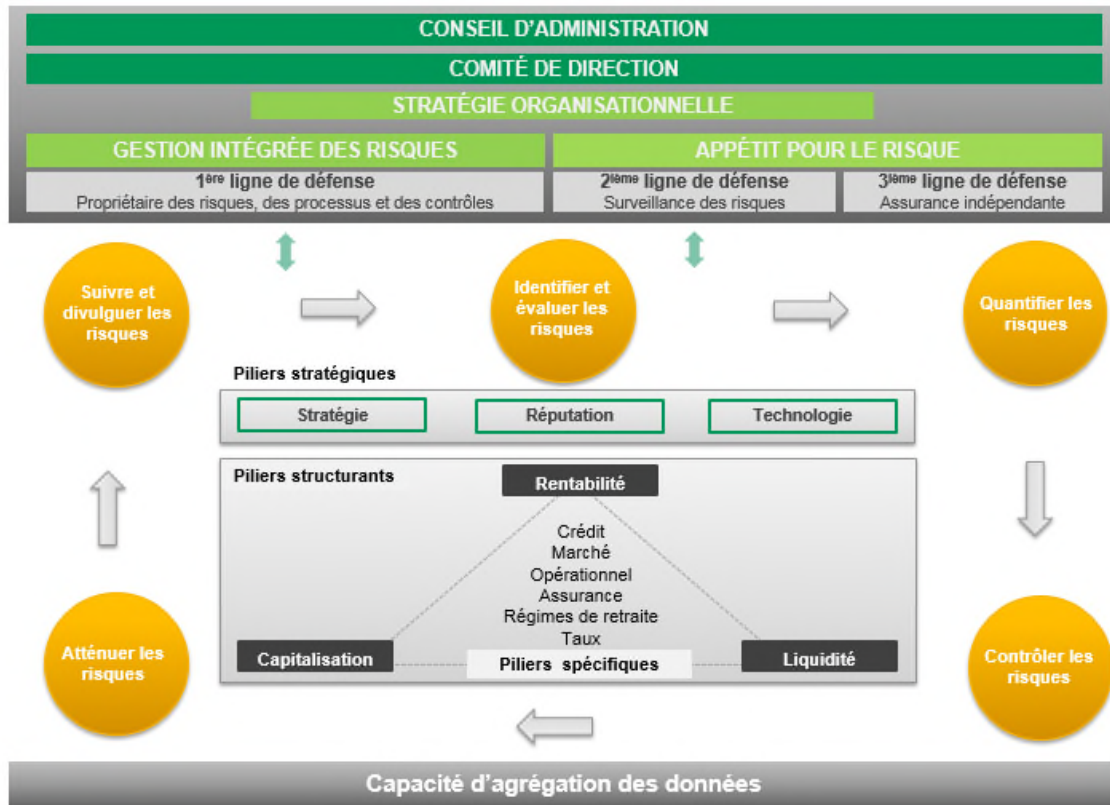 CONSEIL D'ADMINISTRATION
COMITÉ DE DIRECTION
STRATÉGIE ORGANISATIONNELLE
GESTION INTÉGRÉE DES RISQUES
APPÉTIT POUR LE RISQUE
1ère ligne de défense
Propriétaire des risques, des processus et des contrôles
2ième ligne de défense
Surveillance des risques
3ième ligne de défense
Assurance indépendante
Suivre et
divulguer les
risques
Identifier et
évaluer les
risques
Quantifier les
risques
Piliers stratégiques
Stratégie
Réputation
Technologie
Piliers structurants
Rentabilité
Crédit
Marché
Opérationnel
Assurance
Régimes de retraite
Taux
Capitalisation
Piliers spécifiques
Liquidité
Atténuer les
risques
Contrôler les
risques
Capacité d'agrégation des données